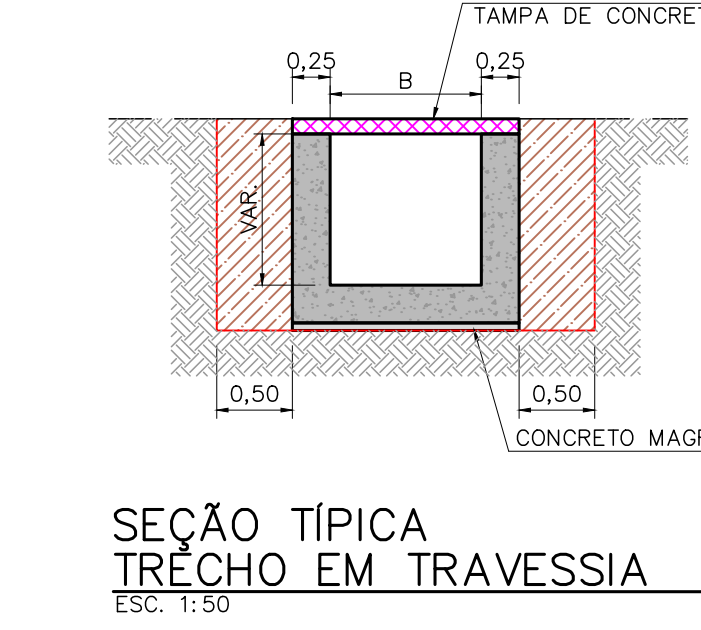 TAMPA DE CONCRET
0,25
0,25
B
VAR.
0,50
0,50
CONCRETO MAGR
SEÇÃO TÍPICA
TRECHO EM TRAVESSIA
ESC. 1:50